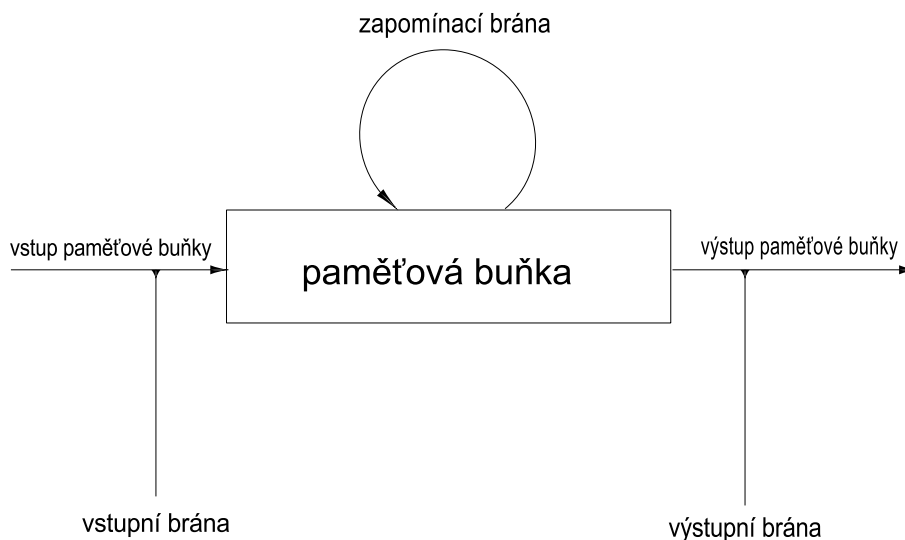 zapomínací brána
vstup paměťové buňky
paměťová buňka
výstup paměťové buňky
vstupní brána
výstupní brána